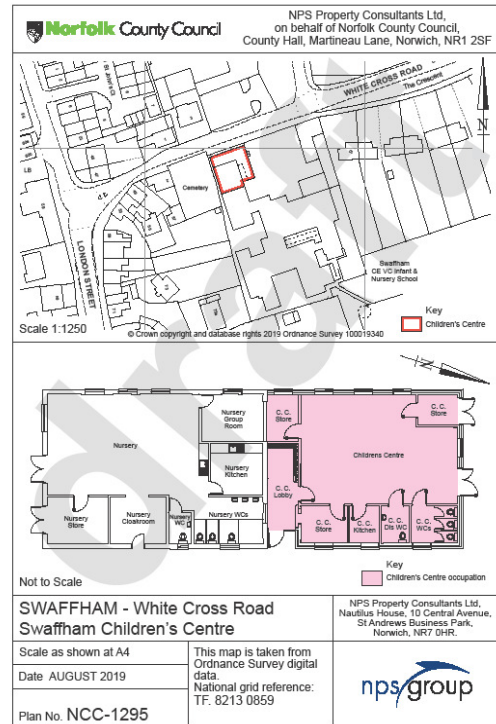 Norfolk County Council
NPS Property Consultants Ltd,
on behalf of Norfolk County Council,
County Hall, Martineau Lane, Norwich, NR1 2SF
St John's Cl
WHITE CROSS ROAD
The Crescent
N
LB
Cemetery
47
LONDON STREET
Swaffham
CE VC Infant &
Nursery School
Key
Children's Centre
Scale 1:1250
© Crown copyright and database rights 2019 Ordnance Survey 100019340
draft
N
Nursery
Group
Room
C. C.
Store
C. C.
Store
Nursery
Nursery
Kitchen
Childrens Centre
C. C.
Lobby
Nursery
Store
Nursery
Cloakroom
Nursery
WC
Nursery WCs
C. C.
Store
C. C.
Kitchen
C. C.
Dis WC
C. C.
WCs
Not to Scale
Key
Children's Centre occupation
SWAFFHAM - White Cross Road
Swaffham Children's Centre
NPS Property Consultants Ltd,
Nautilus House, 10 Central Avenue,
St Andrews Business Park,
Norwich, NR7 0HR.
Scale as shown at A4
Date AUGUST 2019
Plan No. NCC-1295
This map is taken from
Ordnance Survey digital
data.
National grid reference:
TF. 8213 0859
nps group